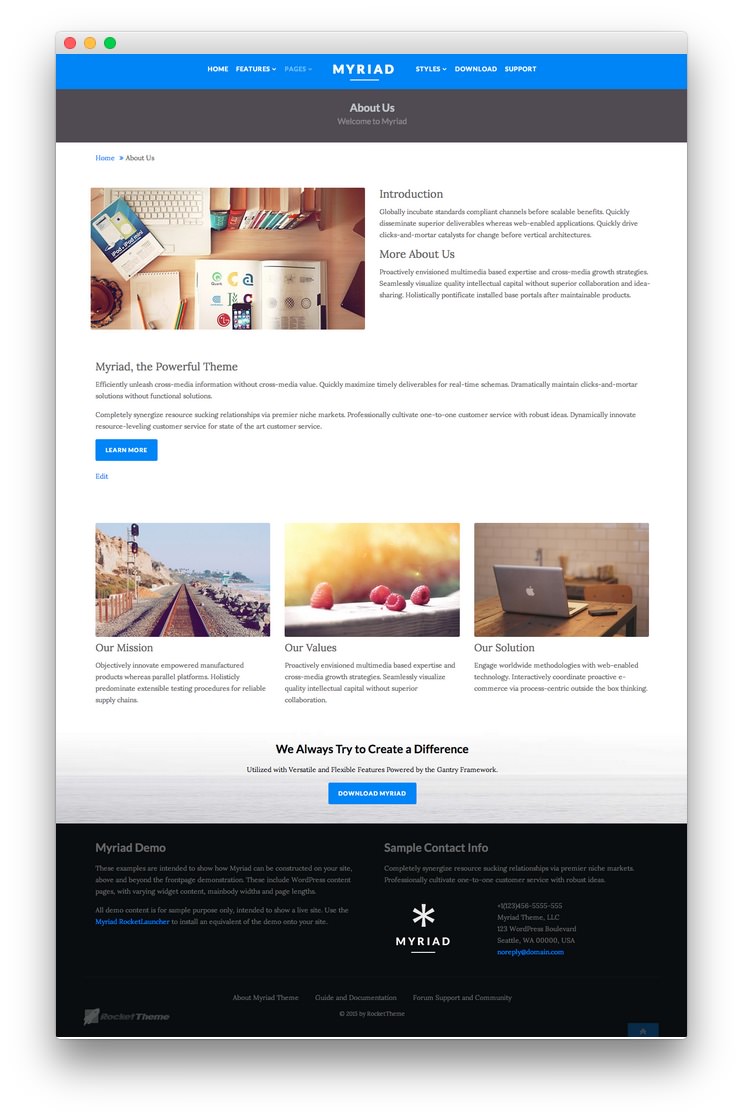 HOME FEATURES PAGES MYRIAD STYLES DOWNLOAD SUPPORT
About Us
Welcome to Myriad
Home » About Us
Introduction
Globally incubate standards compliant channels before scalable benefits. Quickly
disseminate superior deliverables whereas web-enabled applications. Quickly drive
clicks-and-mortar catalysts for change before vertical architectures.
More About Us
Proactively envisioned multimedia based expertise and cross-media growth strategies.
Seamlessly visualize quality intellectual capital without superior collaboration and idea-
sharing. Holistically pontificate installed base portals after maintainable products.
Myriad, the Powerful Theme
Efficiently unleash cross-media information without cross-media value. Quickly maximize timely deliverables for real-time schemas. Dramatically maintain clicks-and-mortar
solutions without functional solutions.
Completely synergize resource sucking relationships via premier niche markets. Professionally cultivate one-to-one customer service with robust ideas. Dynamically innovate
resource-leveling customer service for state of the art customer service.
LEARN MORE
Edit
Our Mission
Objectively innovate empowered manufactured
products whereas parallel platforms. Holisticly
predominate extensible testing procedures for reliable
supply chains.
Our Values
Proactively envisioned multimedia based expertise and
cross-media growth strategies. Seamlessly visualize
quality intellectual capital without superior
collaboration.
Our Solution
Engage worldwide methodologies with web-enabled
technology. Interactively coordinate proactive e-
commerce via process-centric outside the box thinking.
We Always Try to Create a Difference
Utilized with Versatile and Flexible Features Powered by the Gantry Framework.
DOWNLOAD MYRIAD
Myriad Demo
These examples are intended to show how Myriad can be constructed on your site,
above and beyond the frontpage demonstration. These include WordPress content
pages, with varying widget content, mainbody widths and page lengths.
All demo content is for sample purpose only, intended to show a live site. Use the
Myriad RocketLauncher to install an equivalent of the demo onto your site.
Sample Contact Info
Completely synergize resource sucking relationships via premier niche markets.
Professionally cultivate one-to-one customer service with robust ideas.
MYRIAD
+1(123)456-5555-555
Myriad Theme, LLC
123 WordPress Boulevard
Seattle, WA 00000, USA
noreply@domain.com
About Myriad Theme Guide and Documentation Forum Support and Community
RocketTheme
© 2015 by RocketTheme